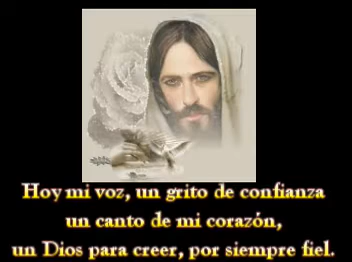 Hoy mi voz, un grito de confianza
un canto de mi corazón,
un Dios para creer, por siempre fiel.